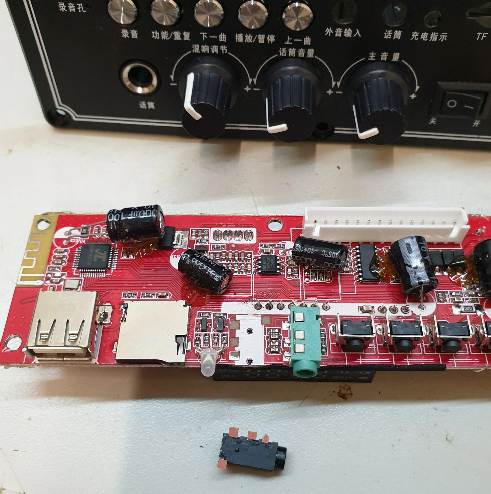 录音孔
录音 功能/重复 下一曲 播放/暂停 上一曲 外音输入 话筒 充电指示 TF
混响调节 话筒音量 主音量
话筒
关 开